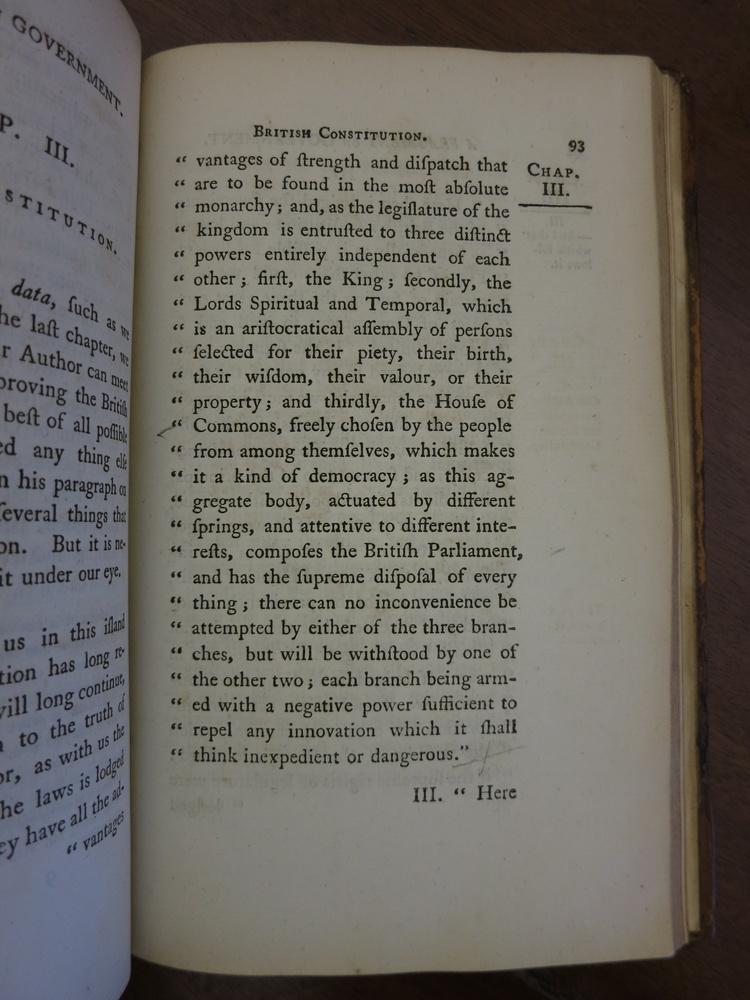 GOVERNMENT.
P. III.
STITUTION.
data, ſuch as we
he laſt chapter, we
r Author can meet
proving the Britiſh
beſt of all poſſible
ed any thing elſe
n his paragraph on
ſeveral things that
on. But it is ne-
it under our eye.
us in this iſland
tion has long re-
will long continue,
to the truth of
or, as with us the
he laws is lodged
ey have all the ad-
“ vantages
BRITISH CONSTITUTION. 93
CHAP.
III.
“ vantages of ſtrength and diſpatch that
“ are to be found in the moſt abſolute
“ monarchy; and, as the legiſlature of the
“ kingdom is entruſted to three diſtinct
“ powers entirely independent of each
“ other; firſt, the King; ſecondly, the
“ Lords Spiritual and Temporal, which
“ is an ariſtocratical aſſembly of perſons
“ ſelected for their piety, their birth,
“ their wiſdom, their valour, or their
“ property; and thirdly, the Houſe of
“ Commons, freely choſen by the people
“ from among themſelves, which makes
“ it a kind of democracy; as this ag-
“ gregate body, actuated by different
“ ſprings, and attentive to different inte-
“ reſts, compoſes the Britiſh Parliament,
“ and has the ſupreme diſpoſal of every
“ thing; there can no inconvenience be
“ attempted by either of the three bran-
“ ches, but will be withſtood by one of
“ the other two; each branch being arm-
“ ed with a negative power ſufficient to
“ repel any innovation which it ſhall
“ think inexpedient or dangerous.”
III. “ Here